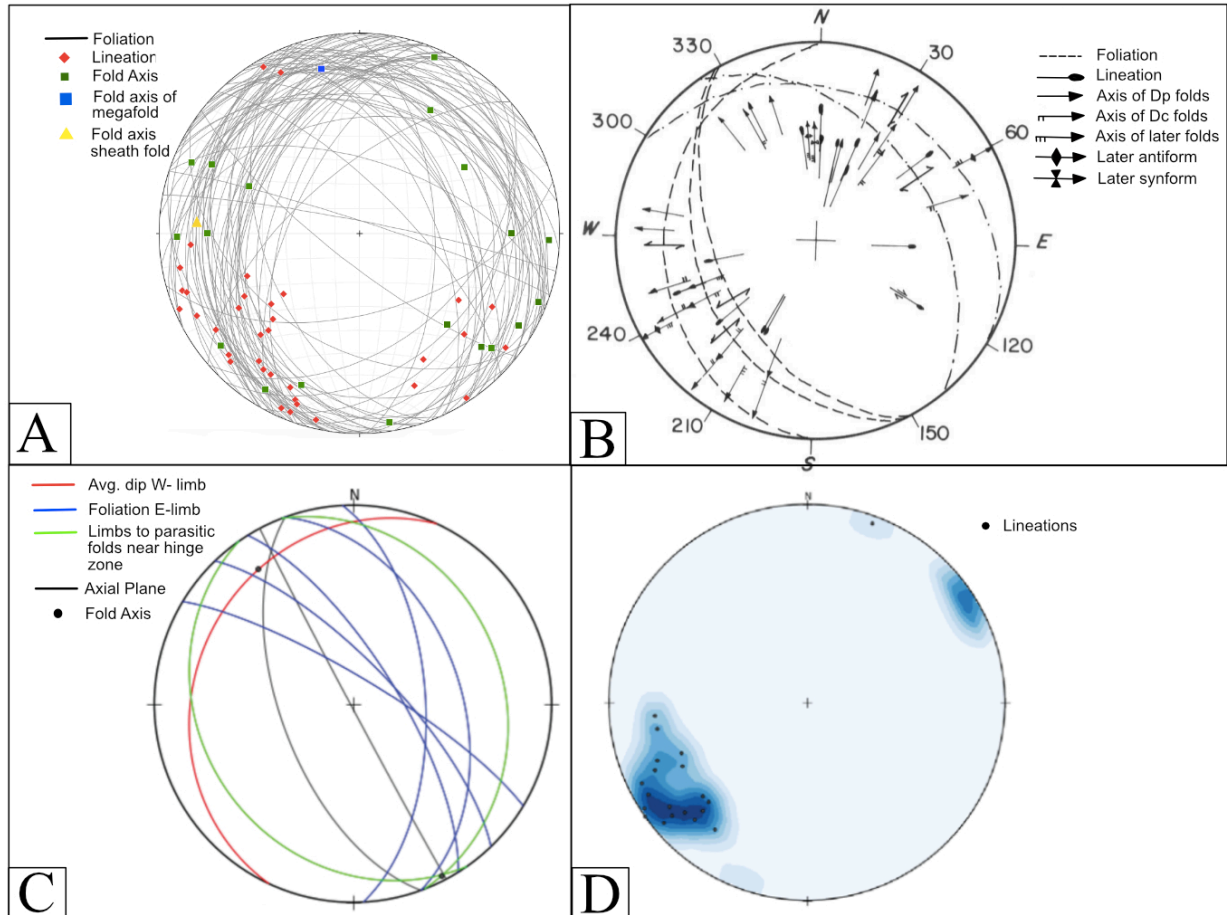 Foliation
Lineation
Fold Axis
Fold axis of
megafold
Fold axis
sheath fold
A
N
330
30
300
60
W
E
240
120
210
150
S
Foliation
Lineation
Axis of Dp folds
Axis of Dc folds
Axis of later folds
Later antiform
Later synform
B
Avg. dip W- limb
Foliation E-limb
Limbs to parasitic
folds near hinge
zone
Axial Plane
Fold Axis
N
C
N
Lineations
D